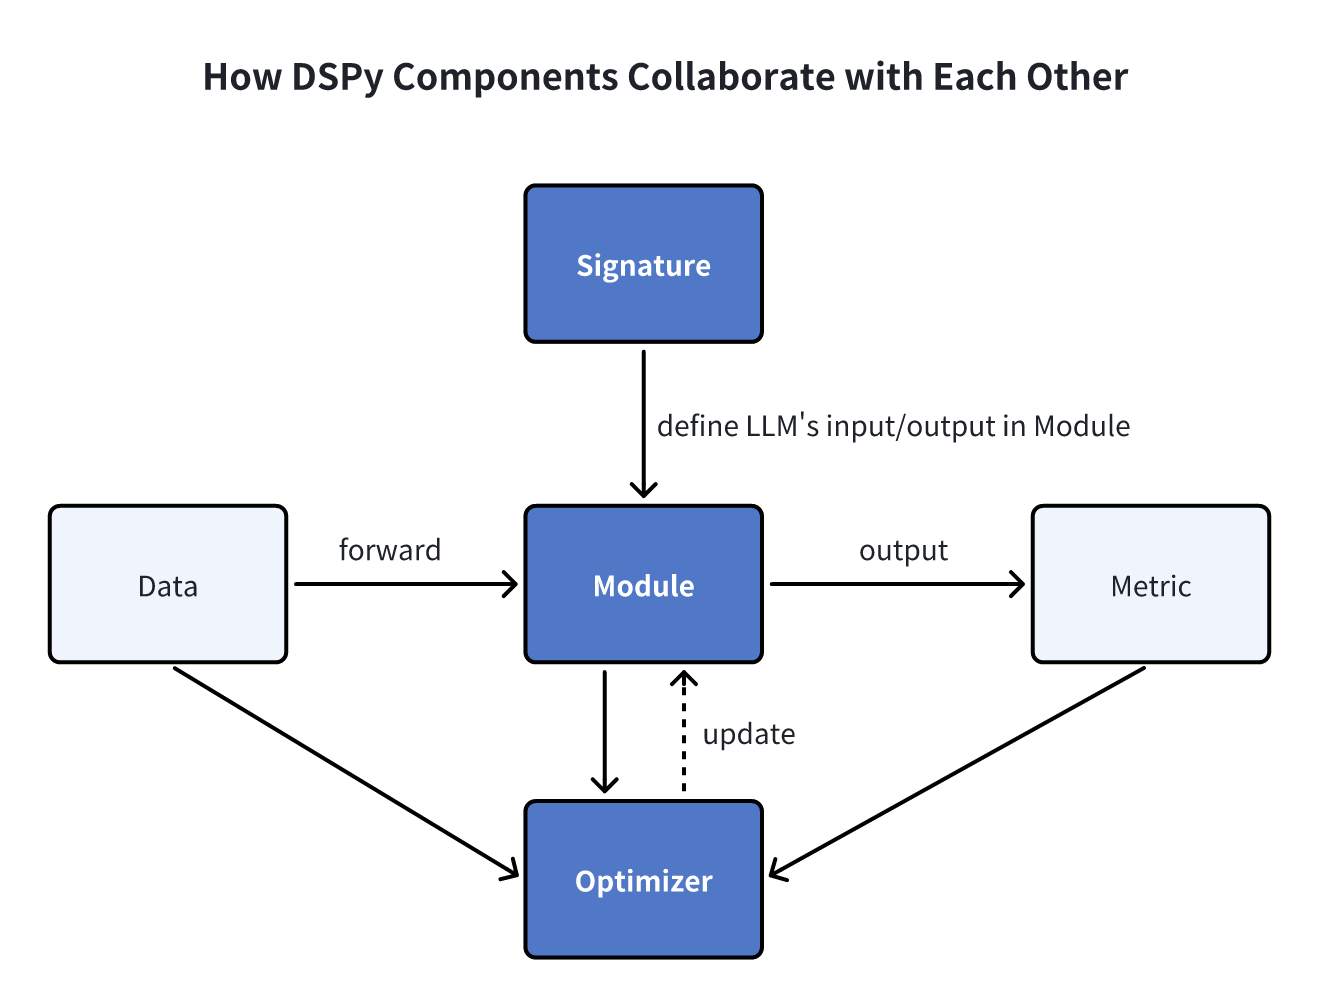 How DSPy Components Collaborate with Each Other
Signature
define LLM's input/output in Module
Data
forward
Module
output
Metric
update
Optimizer